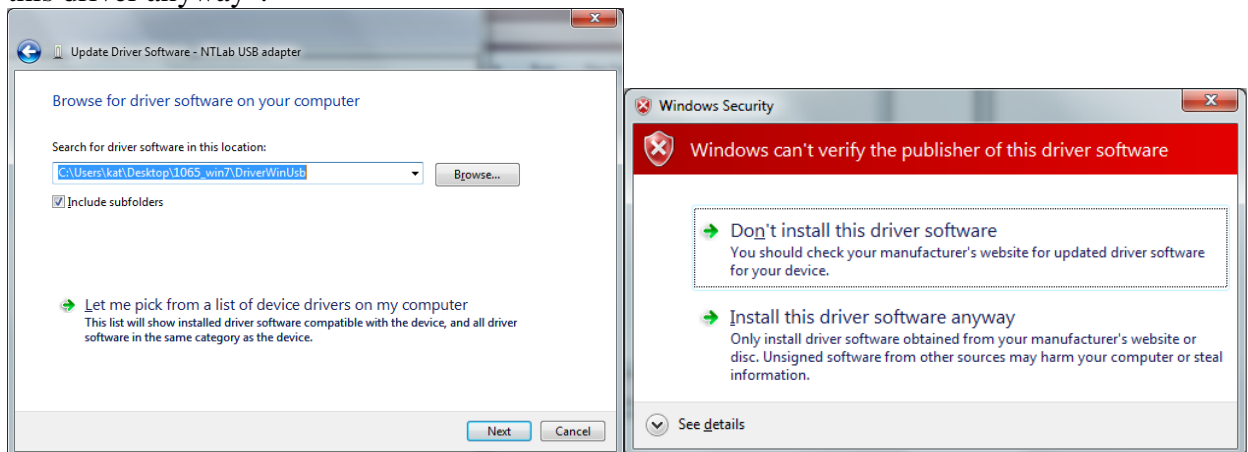 this driver anyway".
Update Driver Software - NTLab USB adapter
Browse for driver software on your computer
Search for driver software in this location:
C:\Users\kat\Desktop\1065_win7\DriverWinUsb
Browse...
Include subfolders
Let me pick from a list of device drivers on my computer
This list will show installed driver software compatible with the device, and all driver
software in the same category as the device.
Next
Cancel
Windows Security
Windows can't verify the publisher of this driver software
Don't install this driver software
You should check your manufacturer's website for updated driver software
for your device.
Install this driver software anyway
Only install driver software obtained from your manufacturer's website or
disc. Unsigned software from other sources may harm your computer or steal
information.
See details